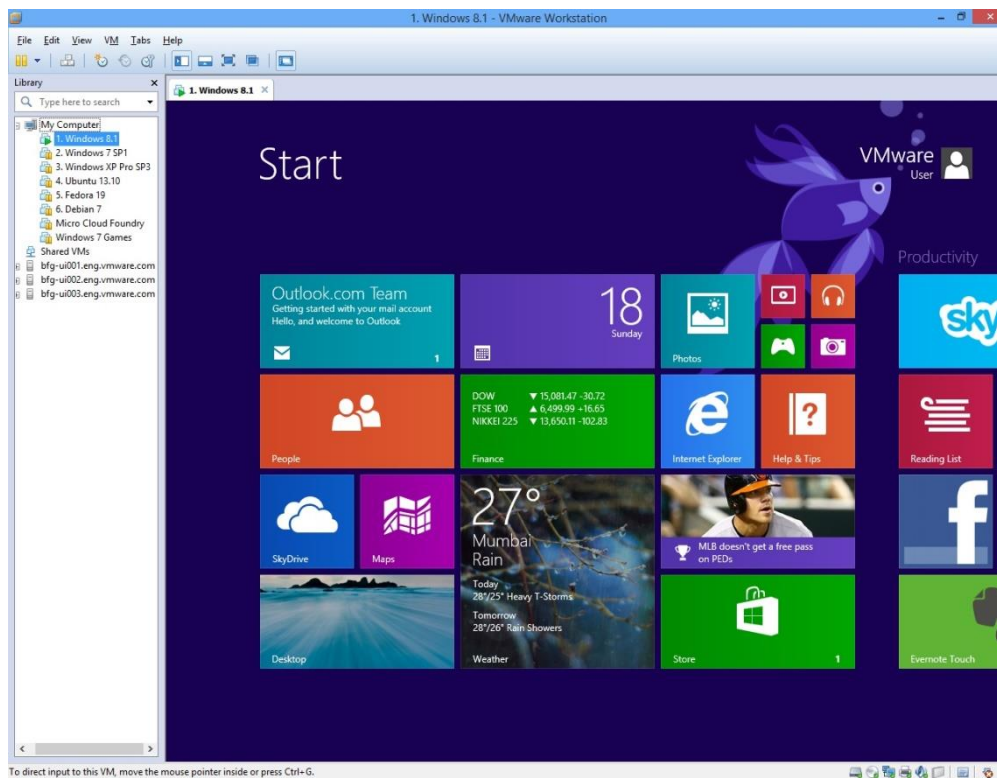 1. Windows 8.1 - VMware Workstation
File Edit View VM Tabs Help
Library
Type here to search
My Computer
1. Windows 8.1
2. Windows 7 SP1
3. Windows XP Pro SP3
4. Ubuntu 13.10
5. Fedora 19
6. Debian 7
Micro Cloud Foundry
Windows 7 Games
Shared VMs
bfg-ui001.eng.vmware.com
bfg-ui002.eng.vmware.com
bfg-ui003.eng.vmware.com
1. Windows 8.1
Start
VMware
User
Productivity
Outlook.com Team
Getting started with your mail account
Hello, and welcome to Outlook
1
18
Sunday
Photos
sky
People
DOW ▼ 15,081.47 -30.72
FTSE 100 ▲ 6,499.99 +16.65
NIKKEI 225 ▼ 13,650.11 -102.83
Finance
Internet Explorer
Help & Tips
Reading List
SkyDrive
Maps
27°
Mumbai
Rain
Today
28°/25° Heavy T-Storms
Tomorrow
28°/26° Rain Showers
Weather
MLB doesn't get a free pass
on PEDs
f
Desktop
Store
1
Evernote Touch
To direct input to this VM, move the mouse pointer inside or press Ctrl+G.